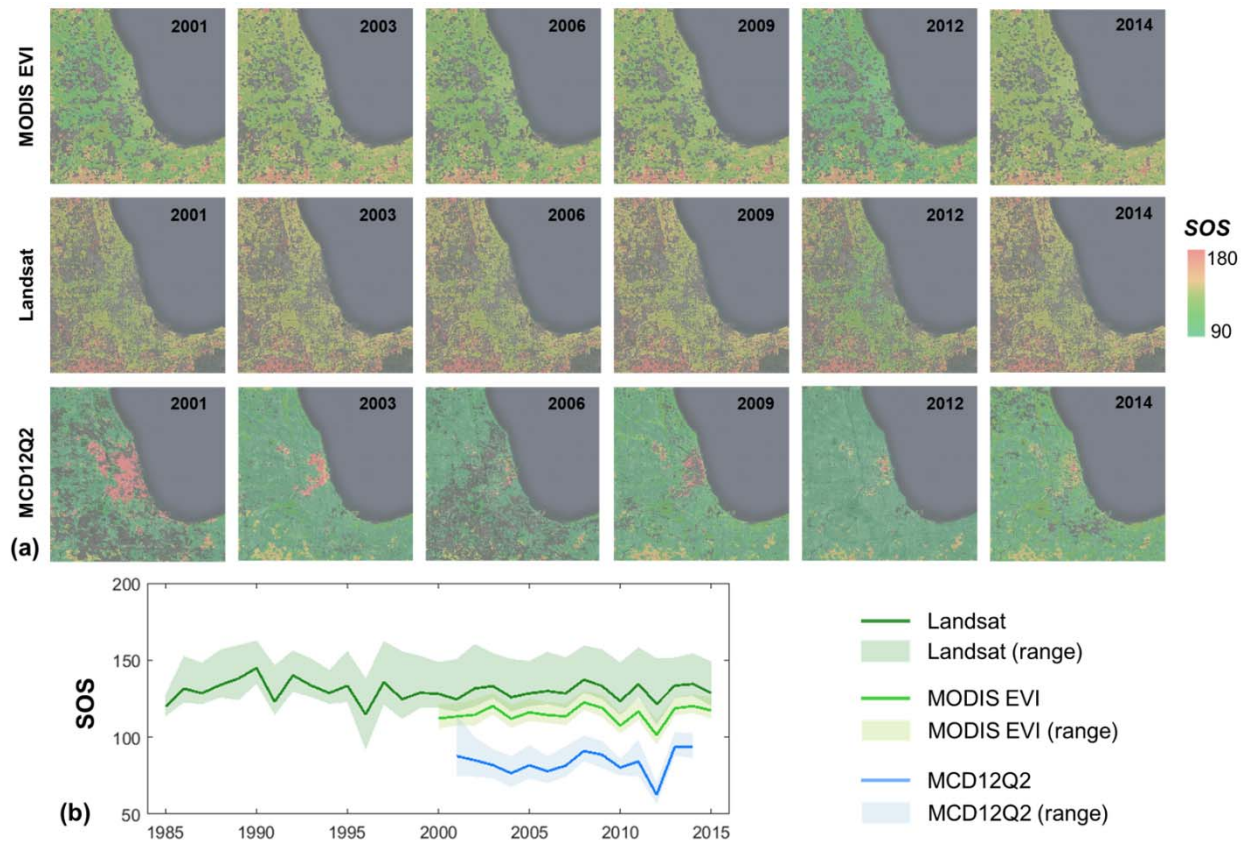 MODIS EVI
2001 2003 2006 2009 2012 2014
Landsat
2001 2003 2006 2009 2012 2014
SOS
180
90
MCD12Q2
2001 2003 2006 2009 2012 2014
(a)
200
150
100
50
SOS
(b)
1985 1990 1995 2000 2005 2010 2015
Landsat
Landsat (range)
MODIS EVI
MODIS EVI (range)
MCD12Q2
MCD12Q2 (range)